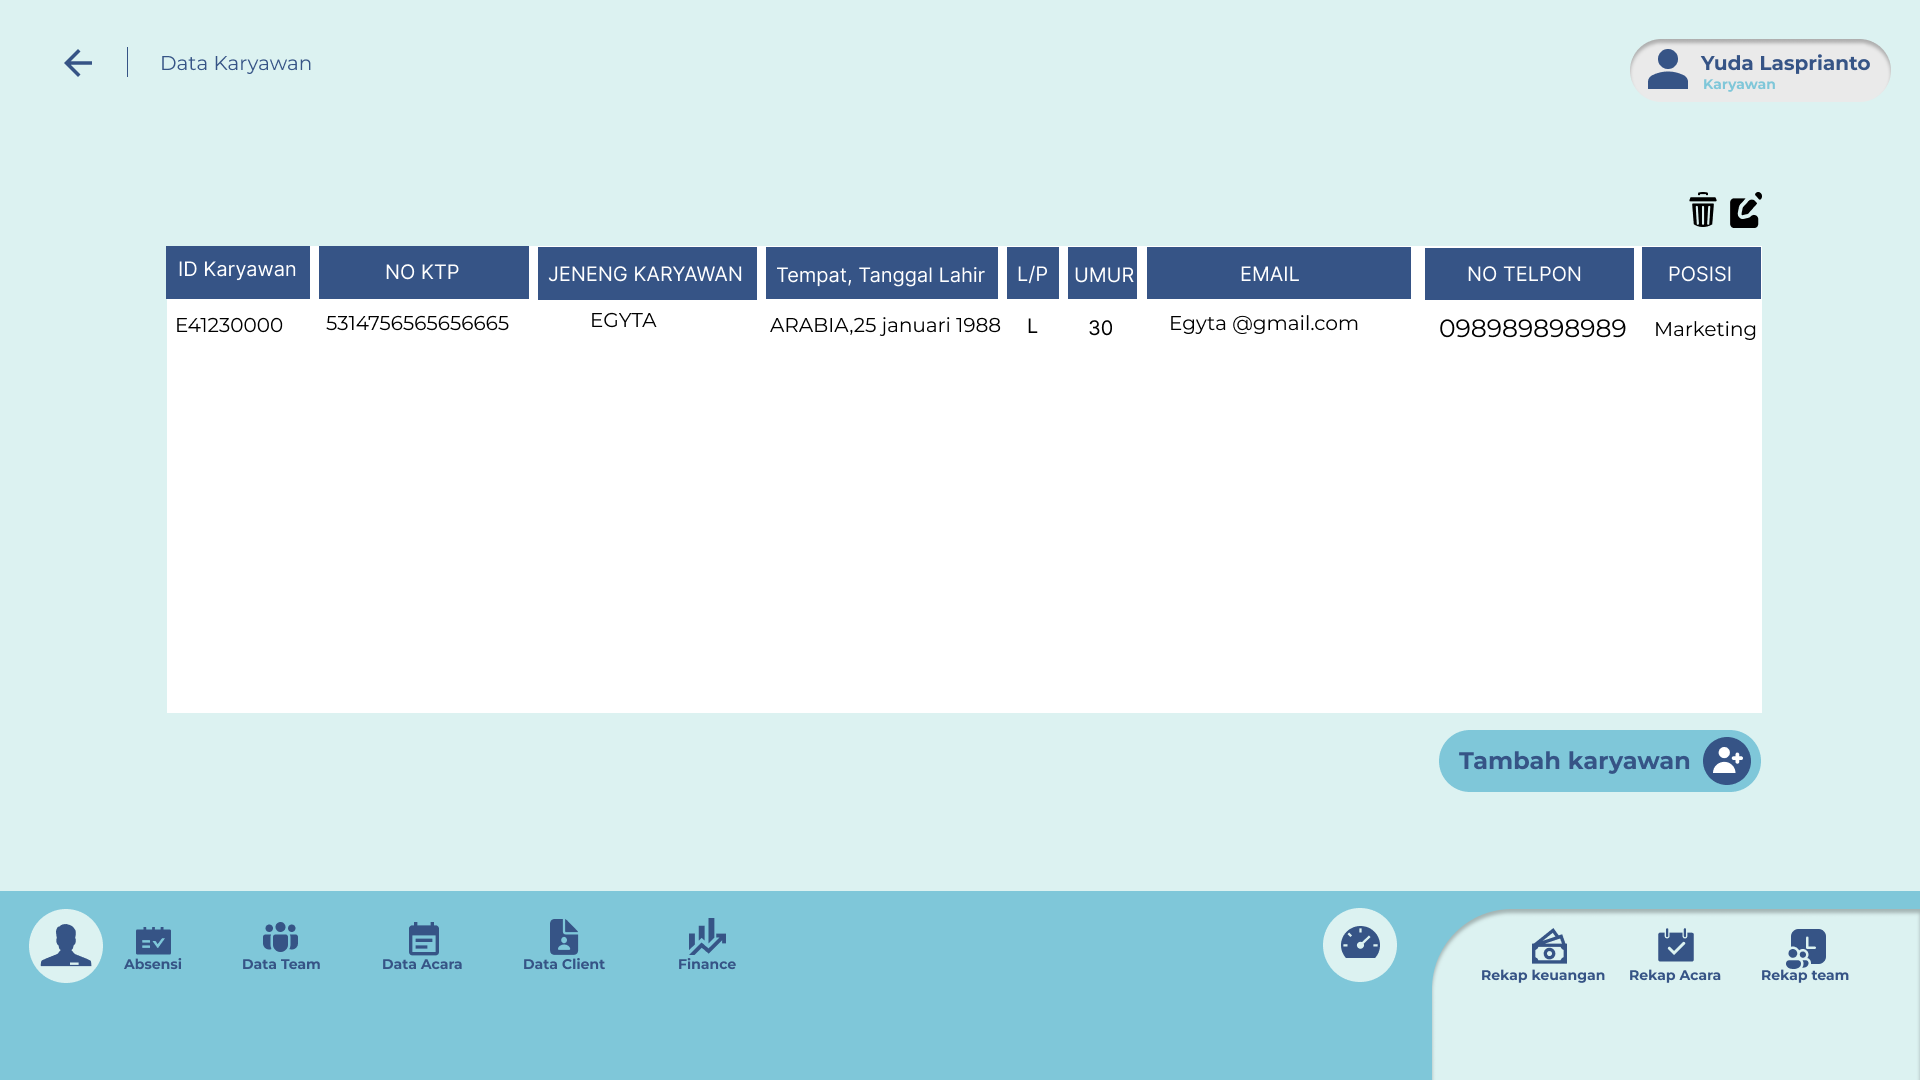 Data Karyawan
Yuda Lasprianto
Karyawan
ID Karyawan NO KTP JENENG KARYAWAN Tempat, Tanggal Lahir L/P UMUR EMAIL NO TELPON POSISI
E41230000 5314756565656665 EGYTA ARABIA,25 januari 1988 L 30 Egyta @gmail.com 098989898989 Marketing
Tambah karyawan
Absensi Data Team Data Acara Data Client Finance
Rekap keuangan Rekap Acara Rekap team